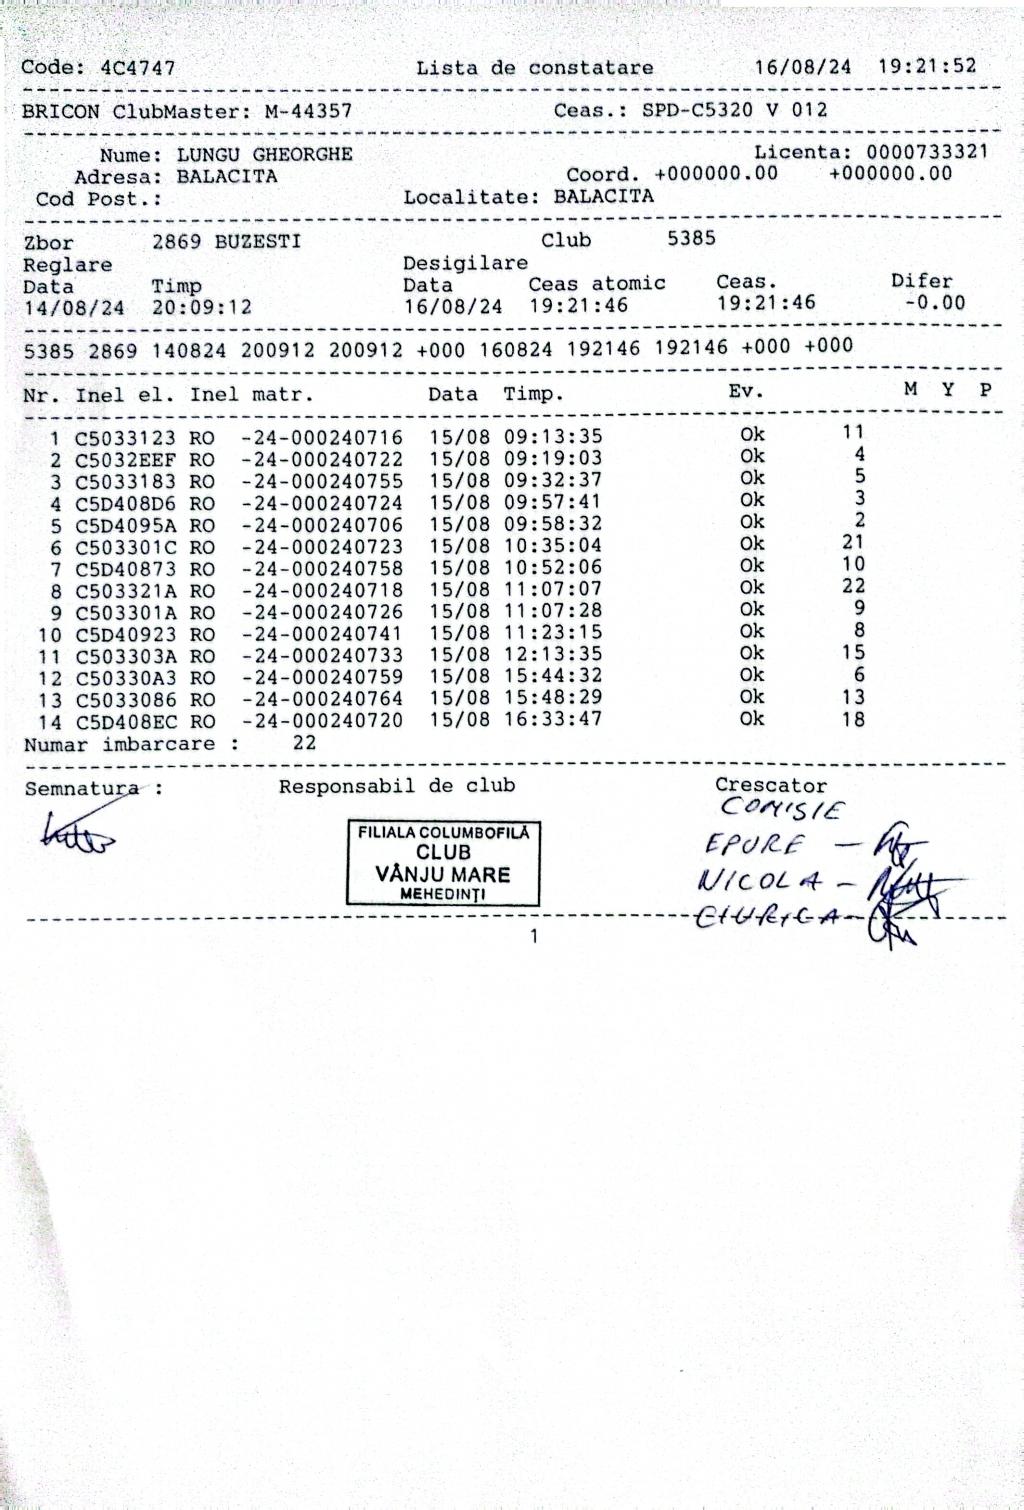 Code: 4C4747 Lista de constatare 16/08/24 19:21:52
BRICON ClubMaster: M-44357 Ceas.: SPD-C5320 V 012
Nume: LUNGU GHEORGHE Licenta: 0000733321
Adresa: BALACITA Coord. +000000.00 +000000.00
Cod Post.: Localitate: BALACITA
Zbor 2869 BUZESTI Club 5385
Reglare Desigilare
Data Timp Data Ceas atomic Ceas. Difer
14/08/24 20:09:12 16/08/24 19:21:46 19:21:46 -0.00
5385 2869 140824 200912 200912 +000 160824 192146 192146 +000 +000
Nr. Inel el. Inel matr. Data Timp. Ev. M Y P
1 C5033123 RO -24-000240716 15/08 09:13:35 Ok 11
2 C5032EEF RO -24-000240722 15/08 09:19:03 Ok 4
3 C5033183 RO -24-000240755 15/08 09:32:37 Ok 5
4 C5D408D6 RO -24-000240724 15/08 09:57:41 Ok 3
5 C5D4095A RO -24-000240706 15/08 09:58:32 Ok 2
6 C503301C RO -24-000240723 15/08 10:35:04 Ok 21
7 C5D40873 RO -24-000240758 15/08 10:52:06 Ok 10
8 C503321A RO -24-000240718 15/08 11:07:07 Ok 22
9 C503301A RO -24-000240726 15/08 11:07:28 Ok 9
10 C5D40923 RO -24-000240741 15/08 11:23:15 Ok 8
11 C503303A RO -24-000240733 15/08 12:13:35 Ok 15
12 C50330A3 RO -24-000240759 15/08 15:44:32 Ok 6
13 C5033086 RO -24-000240764 15/08 15:48:29 Ok 13
14 C5D408EC RO -24-000240720 15/08 16:33:47 Ok 18
Numar imbarcare : 22
Semnatura : Responsabil de club Crescator
COMISIE
FILIALA COLUMBOFILĂ
CLUB
VÂNJU MARE
MEHEDINȚI
EPURE -
NICOLA -
CIURICA -
1